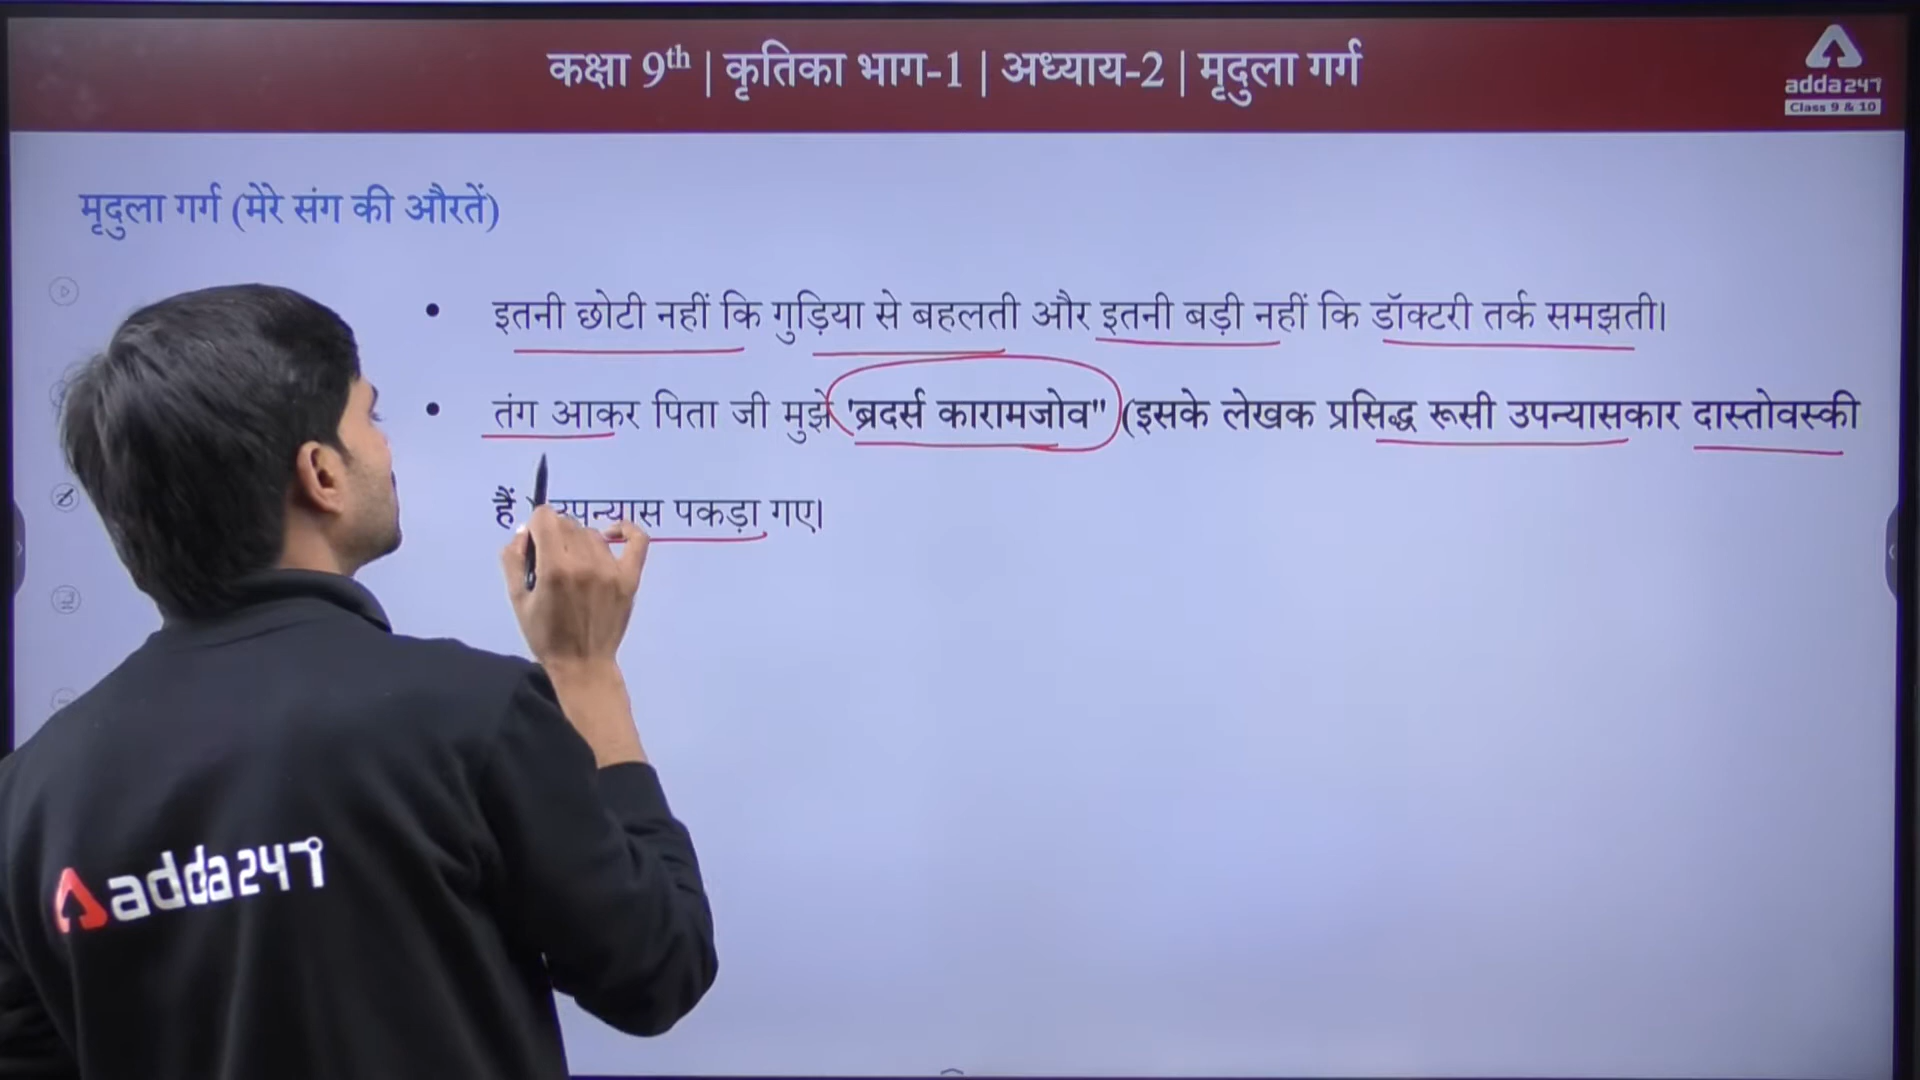 कक्षा 9th | कृतिका भाग-1 | अध्याय-2 | मृदुला गर्ग
adda247
Class 9 & 10
मृदुला गर्ग (मेरे संग की औरतें)
• इतनी छोटी नहीं कि गुड़िया से बहलती और इतनी बड़ी नहीं कि डॉक्टरी तर्क समझती।
• तंग आकर पिता जी मुझे 'ब्रदर्स कारामजोव" (इसके लेखक प्रसिद्ध रूसी उपन्यासकार दास्तोवस्की
हैं उपन्यास पकड़ा गए।
adda247